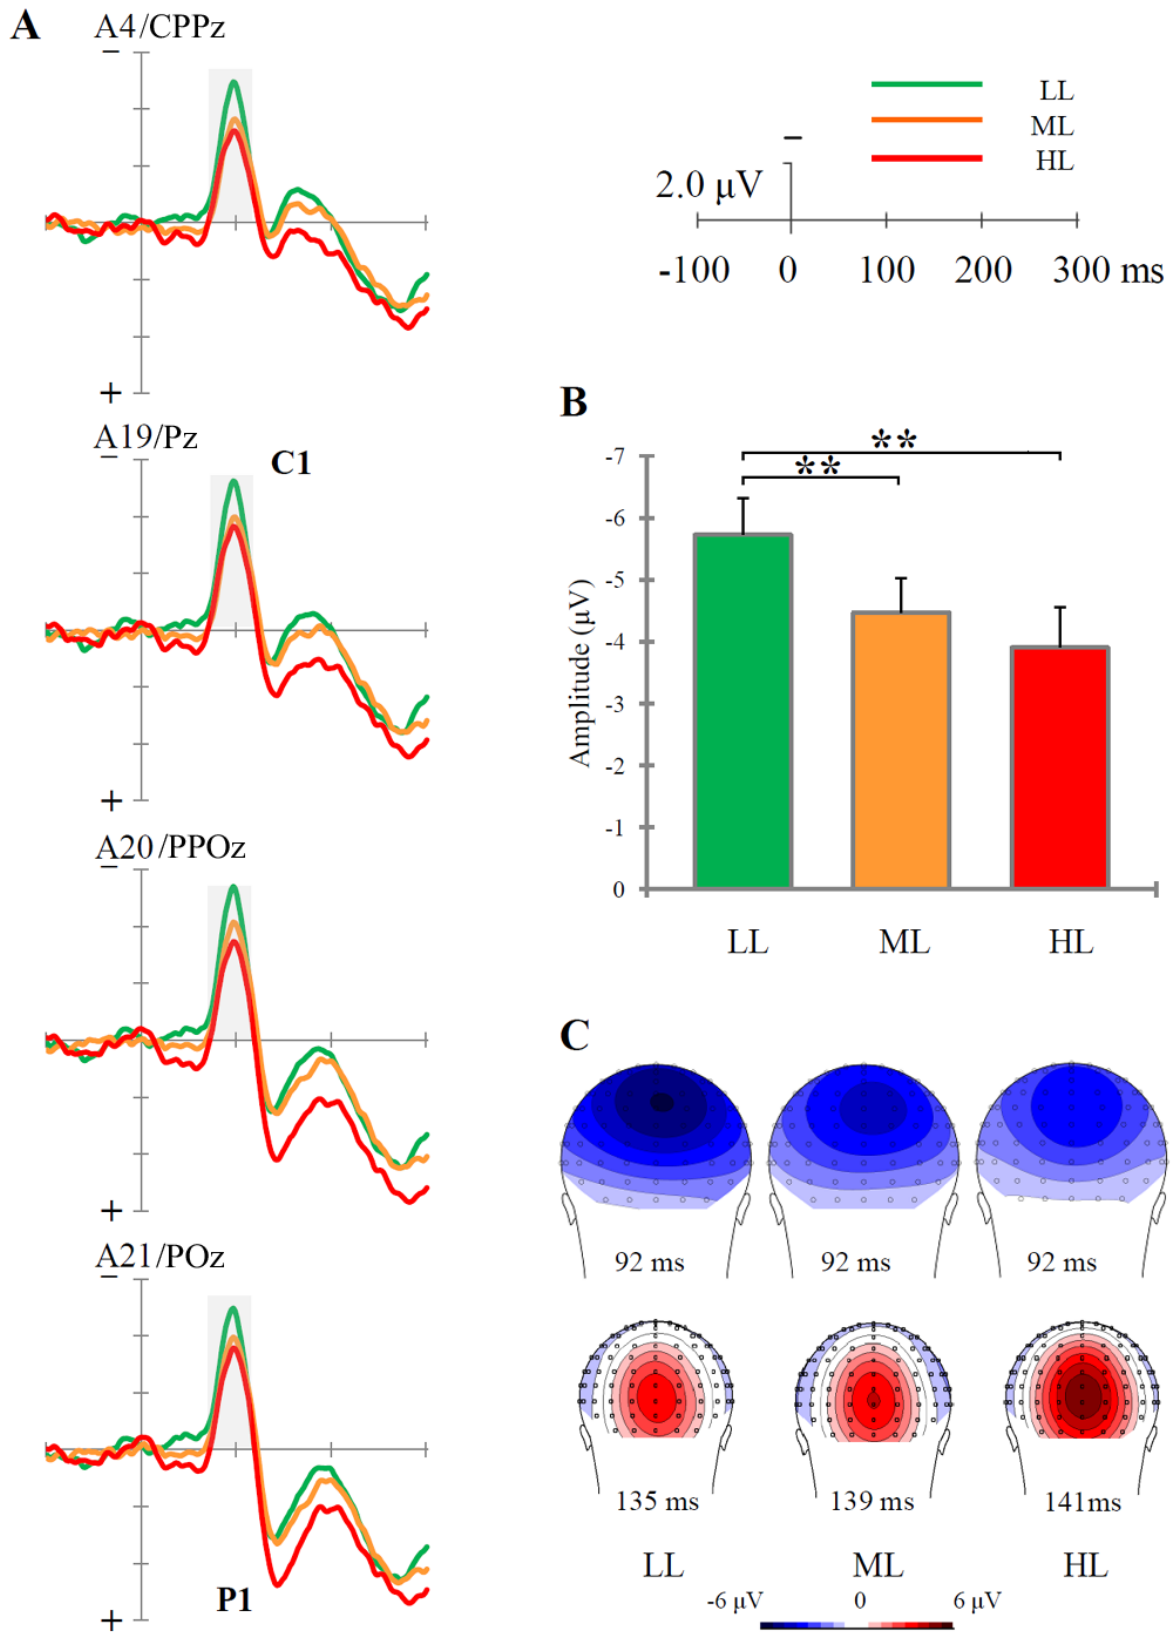 A
A4/CPPz
−
+
A19/Pz
−
C1
+
A20/PPOz
−
+
A21/POz
−
P1
+
LL
ML
HL
−
2.0 μV
-100 0 100 200 300 ms
B
** 
**
Amplitude (μV)
-7
-6
-5
-4
-3
-2
-1
0
LL ML HL
C
92 ms 92 ms 92 ms
135 ms 139 ms 141ms
LL ML HL
-6 μV 0 6 μV